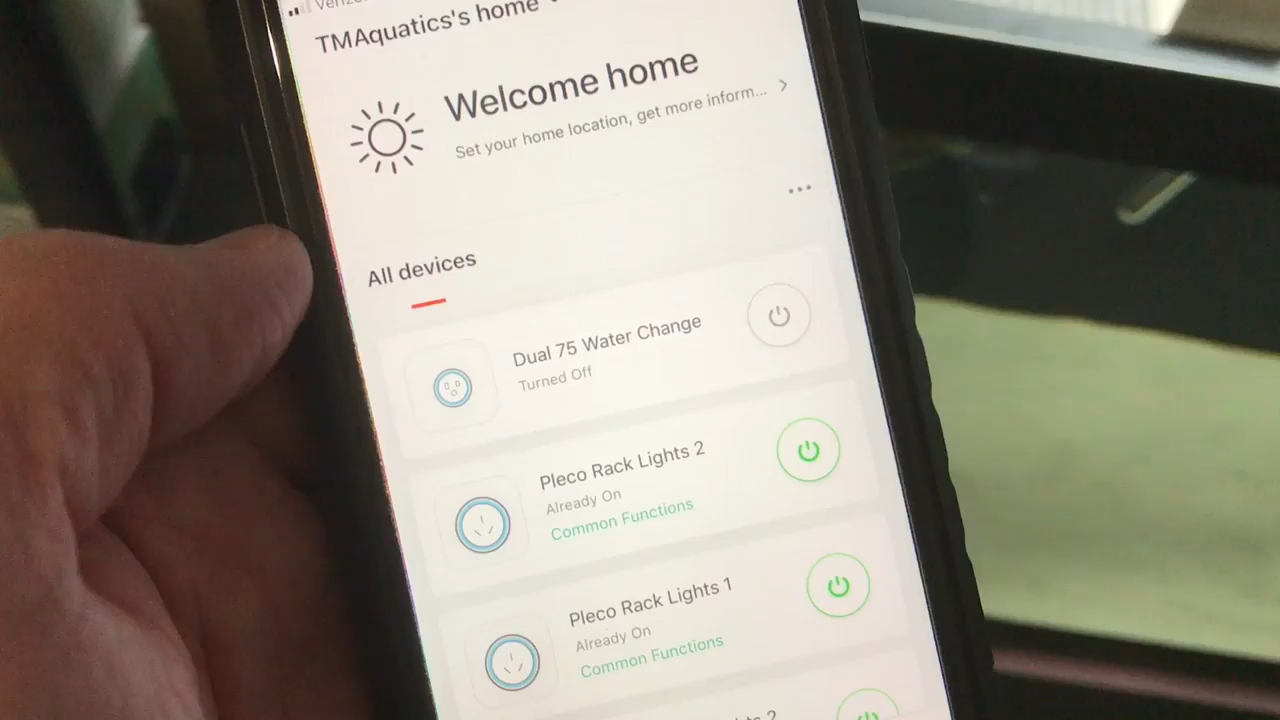 TMAquatics's home
Welcome home
Set your home location, get more inform...
All devices
Dual 75 Water Change
Turned Off
Pleco Rack Lights 2
Already On
Common Functions
Pleco Rack Lights 1
Already On
Common Functions